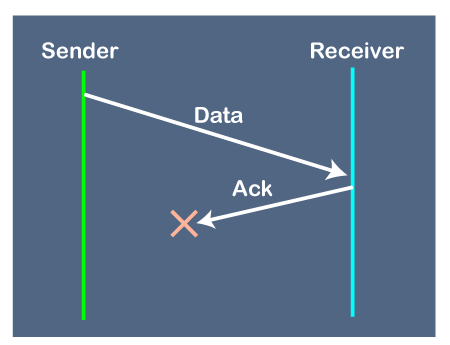 Sender
Receiver
Data
Ack